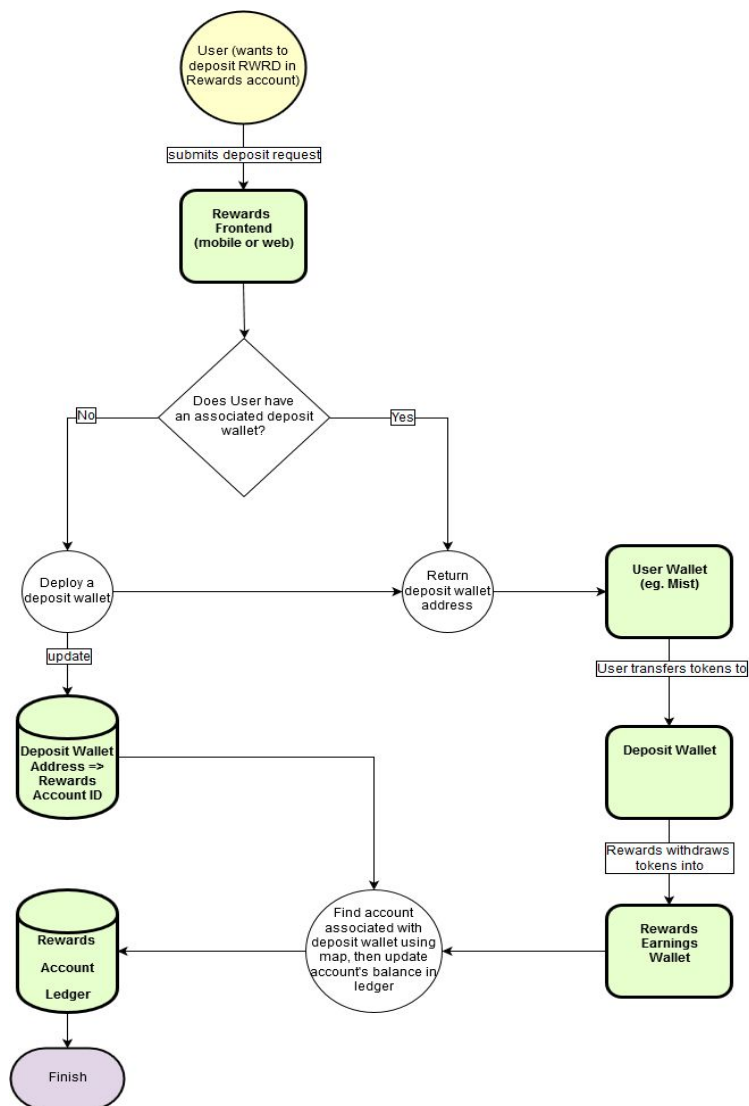 User (wants to
deposit RWRD in
Rewards account)
submits deposit request
Rewards
Frontend
(mobile or web)
Does User have
an associated deposit
wallet?
No
Yes
Deploy a
deposit wallet
Return
deposit wallet
address
User Wallet
(eg. Mist)
update
User transfers tokens to
Deposit Wallet
Address =>
Rewards
Account ID
Deposit Wallet
Rewards withdraws
tokens into
Find account
associated with
deposit wallet using
map, then update
account's balance in
ledger
Rewards
Earnings
Wallet
Rewards
Account
Ledger
Finish